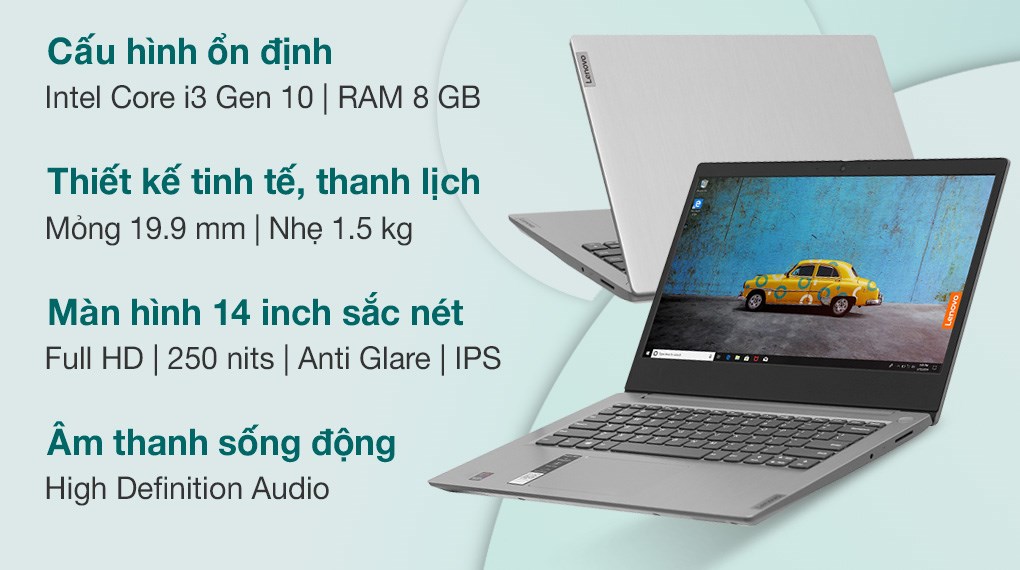 Cấu hình ổn định
Intel Core i3 Gen 10 | RAM 8 GB
Thiết kế tinh tế, thanh lịch
Mỏng 19.9 mm | Nhẹ 1.5 kg
Màn hình 14 inch sắc nét
Full HD | 250 nits | Anti Glare | IPS
Âm thanh sống động
High Definition Audio
Lenovo
Lenovo
Lenovo